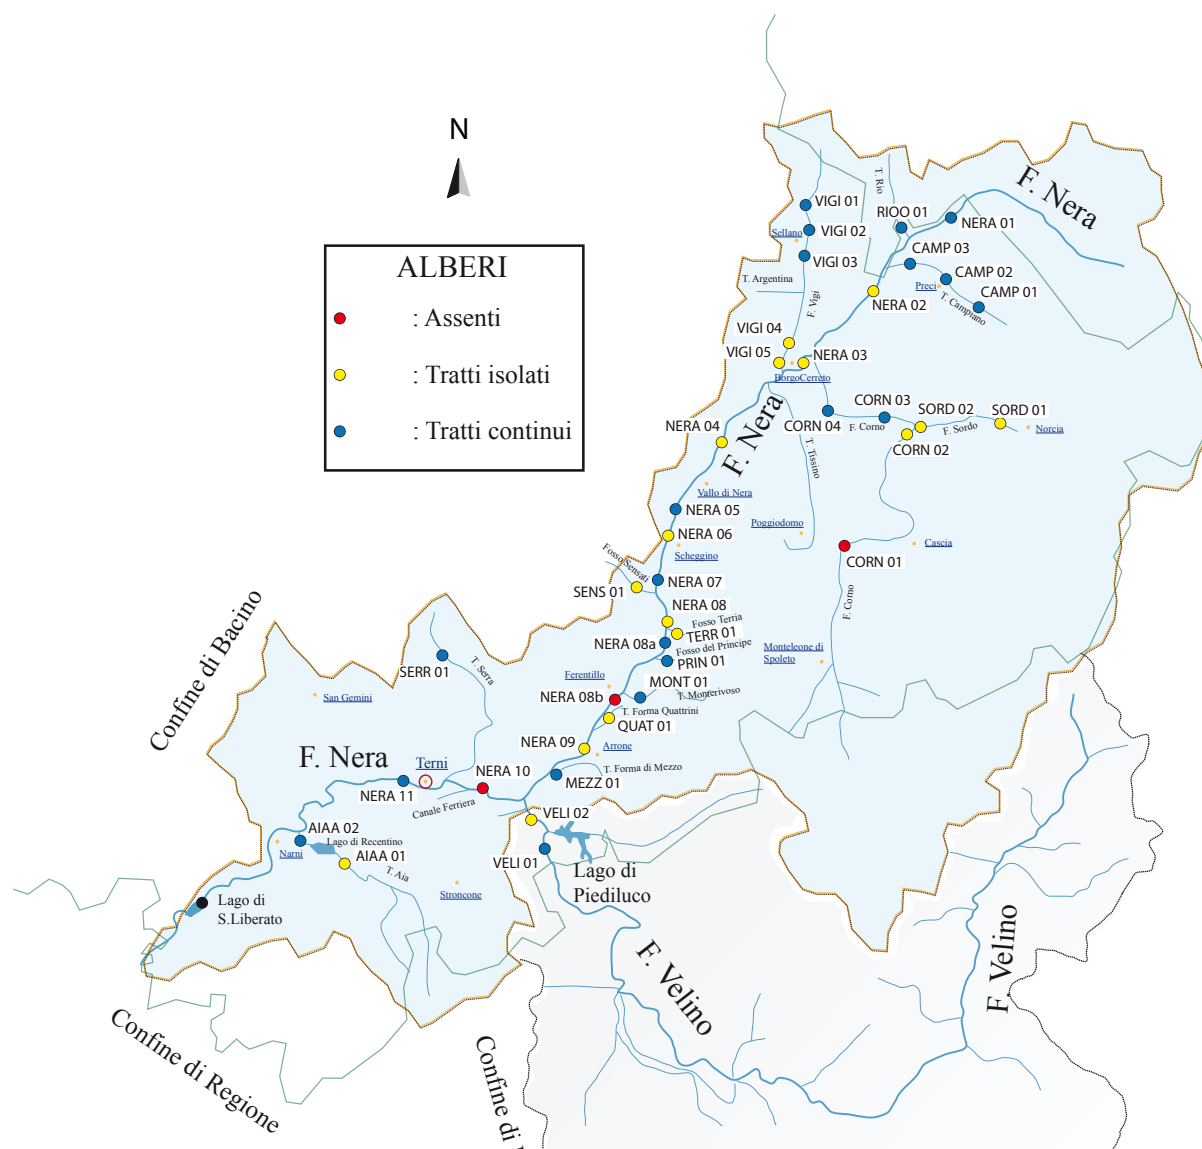 N
ALBERI
: Assenti
: Tratti isolati
: Tratti continui
F. Nera
T. Rio
VIGI 01
RIOO 01
NERA 01
Sellano
VIGI 02
CAMP 03
VIGI 03
CAMP 02
T. Argentina
Preci
CAMP 01
NERA 02
T. Campiano
F. Vigi
VIGI 04
VIGI 05
NERA 03
BorgoCerreto
CORN 03
SORD 02
SORD 01
NERA 04
F. Nera
CORN 04
F. Corno
F. Sordo
Norcia
CORN 02
T. Tissino
Vallo di Nera
NERA 05
Poggiodomo
NERA 06
Scheggino
Cascia
CORN 01
Fosso Sensati
NERA 07
SENS 01
F. Corno
NERA 08
Fosso Terria
TERR 01
NERA 08a
Fosso del Principe
PRIN 01
Monteleone di
Spoleto
Confine di Bacino
SERR 01
T. Serra
Ferentillo
MONT 01
San Gemini
NERA 08b
T. Monterivoso
T. Forma Quattrini
QUAT 01
NERA 09
Arrone
F. Nera
Terni
NERA 10
T. Forma di Mezzo
MEZZ 01
NERA 11
Canale Ferriera
VELI 02
AIAA 02
Lago di Recentino
Narni
AIAA 01
VELI 01
T. Aia
Lago di
Piediluco
Stroncone
Lago di
S.Liberato
F. Velino
F. Velino
Confine di Regione
Confine di